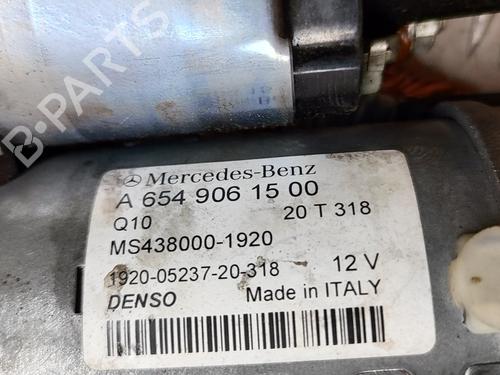 B-PARTS
Mercedes-Benz
A 654 906 15 00
Q10 20 T 318
MS438000-1920
1920-05237-20-318 12 V
DENSO Made in ITALY